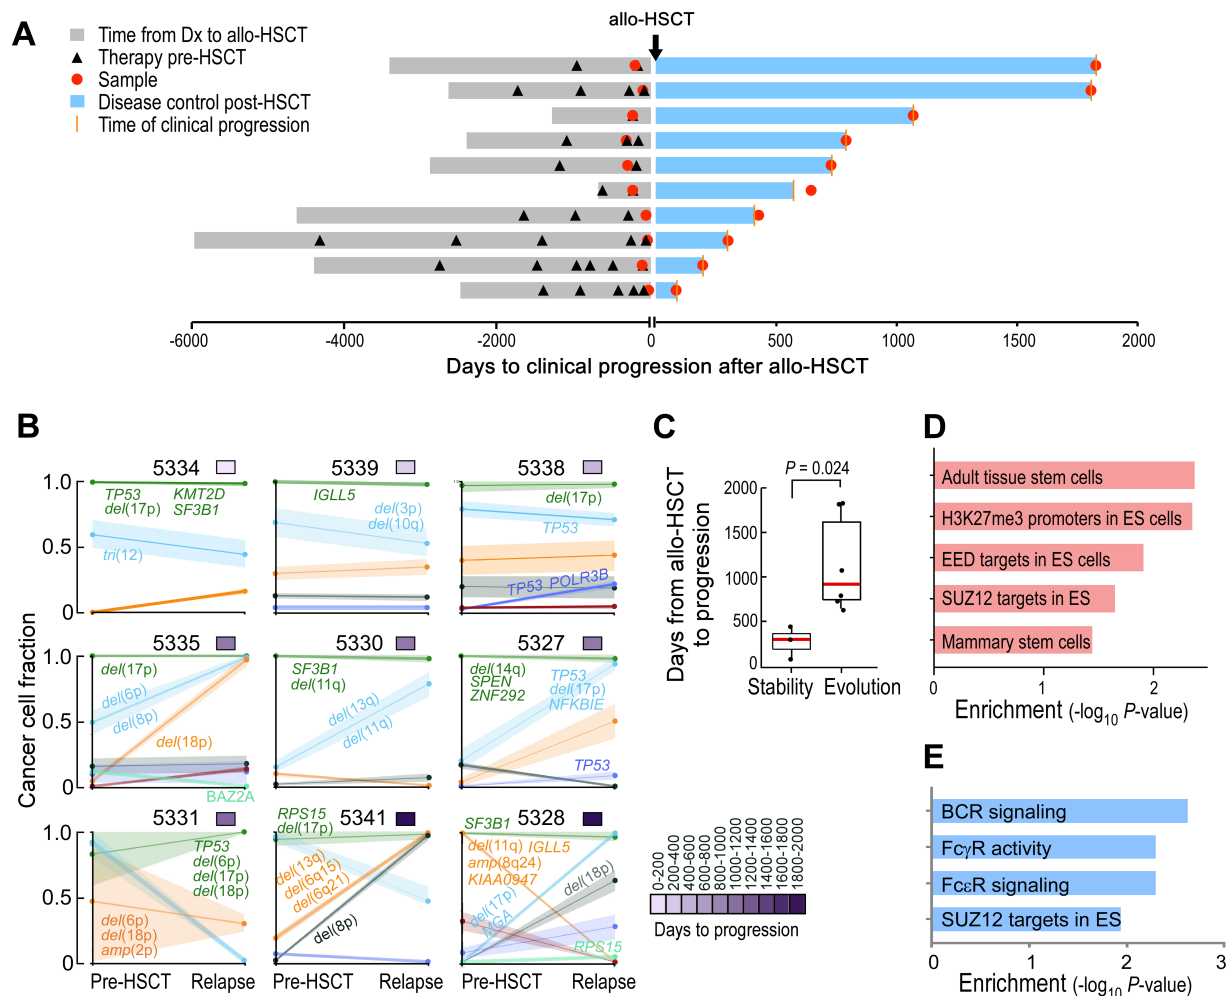 A
Time from Dx to allo-HSCT
Therapy pre-HSCT
Sample
Disease control post-HSCT
Time of clinical progression
allo-HSCT
-6000 -4000 -2000 0 500 1000 1500 2000
Days to clinical progression after allo-HSCT
B
Cancer cell fraction
5334
1.0
0.5
0
TP53 KMT2D
del(17p) SF3B1
tri(12)
5339
IGLL5
del(3p)
del(10q)
5338
del(17p)
TP53
TP53 POLR3B
5335
1.0
0.5
0
del(17p)
del(6p)
del(8p)
del(18p)
BAZ2A
5330
SF3B1
del(11q)
del(13q)
del(11q)
5327
del(14q)
SPEN
ZNF292
TP53
del(17p)
NFKBIE
TP53
5331
1.0
0.5
0
TP53
del(6p)
del(17p)
del(18p)
del(6p)
del(18p)
amp(2p)
Pre-HSCT Relapse
5341
RPS15
del(17p)
del(13q)
del(6q15)
del(6q21)
del(8p)
Pre-HSCT Relapse
5328
SF3B1
del(11q) IGLL5
amp(8q24)
KIAA0947
del(17p)
MGA
del(18p)
RPS15
Pre-HSCT Relapse
0-200
200-400
400-600
600-800
800-1000
1000-1200
1200-1400
1400-1600
1600-1800
1800-2000
Days to progression
C
Days from allo-HSCT
to progression
P = 0.024
2000
1500
1000
500
0
Stability Evolution
D
Adult tissue stem cells
H3K27me3 promoters in ES cells
EED targets in ES cells
SUZ12 targets in ES
Mammary stem cells
0 1 2
Enrichment (-log10 P-value)
E
BCR signaling
FcγR activity
FcεR signaling
SUZ12 targets in ES
0 1 2 3
Enrichment (-log10 P-value)